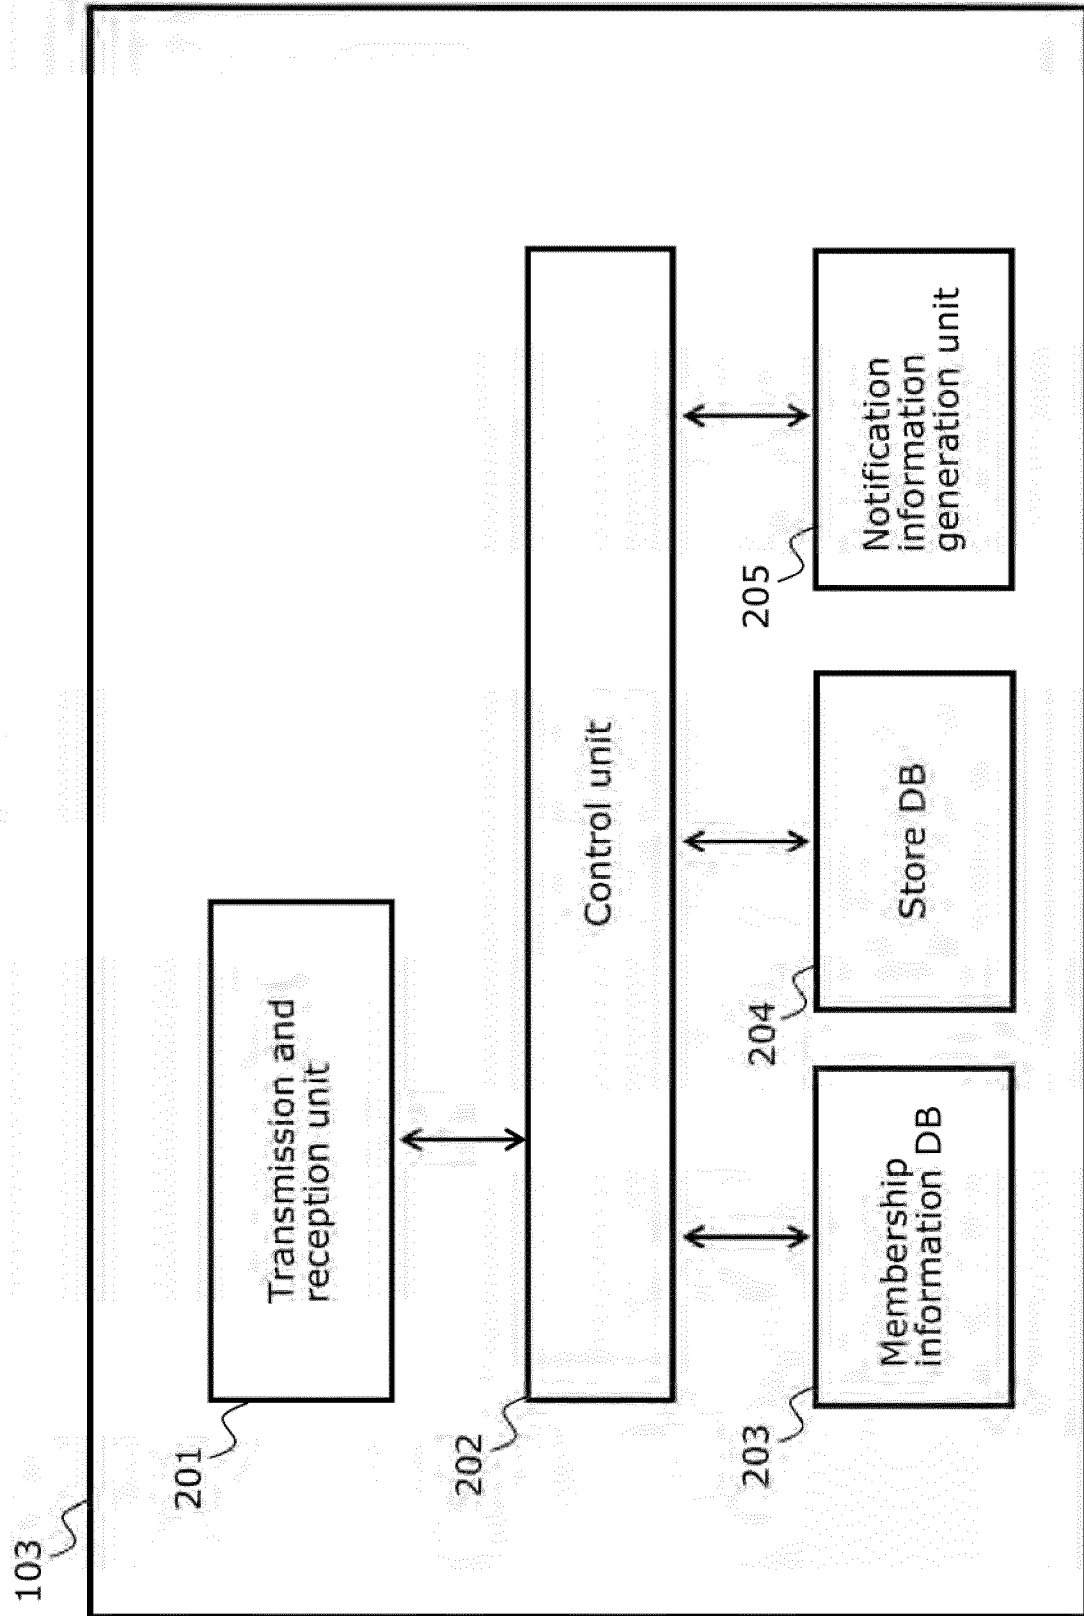 103
201
Transmission and
reception unit
202
Control unit
203
Membership
information DB
204
Store DB
205
Notification
information
generation unit